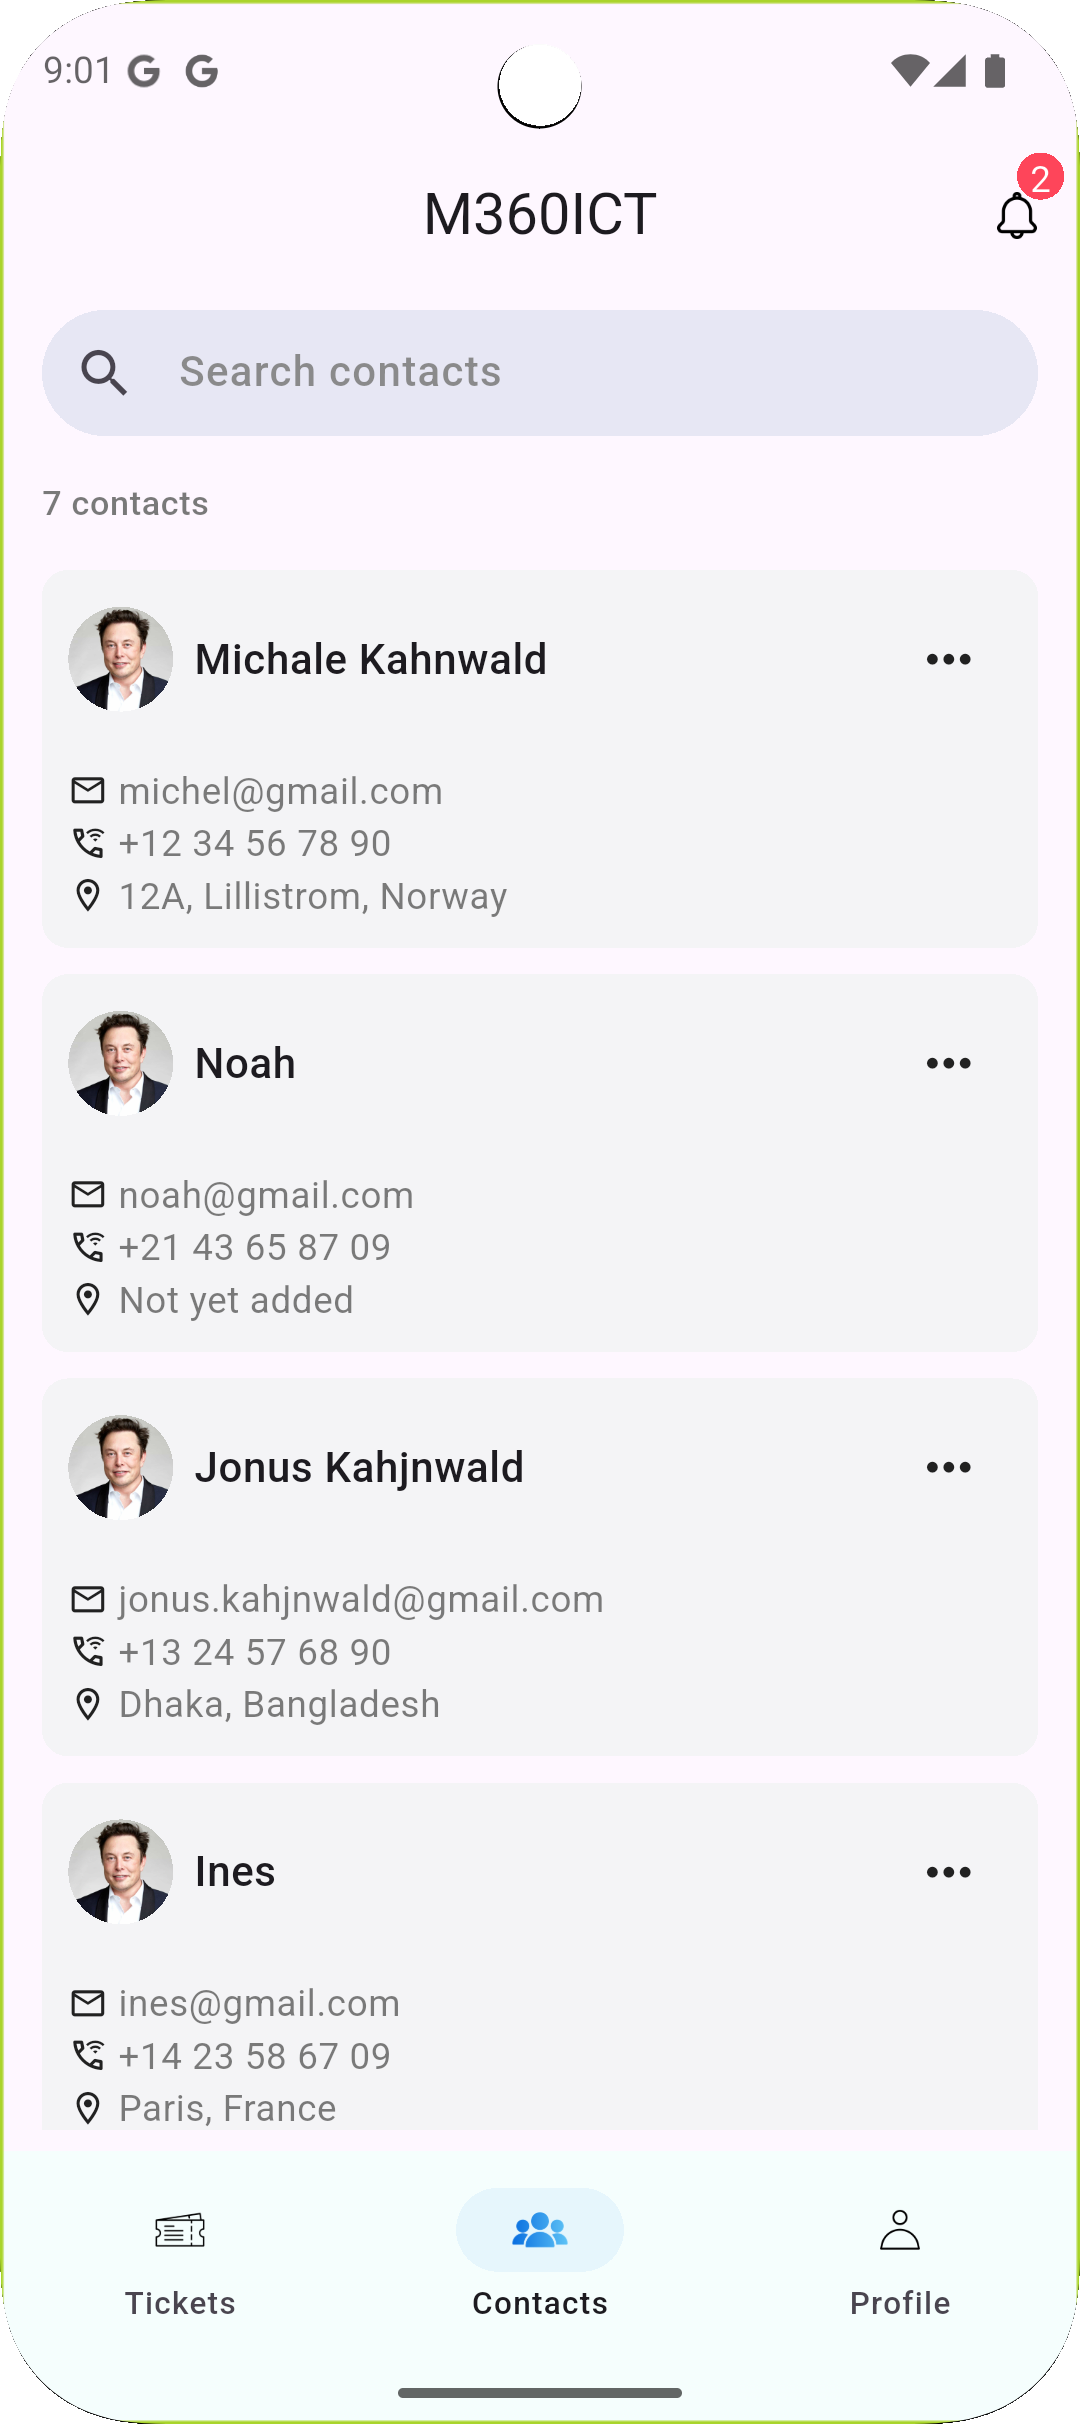 9:01 G G
M360ICT
2
Search contacts
7 contacts
Michale Kahnwald
michel@gmail.com
+12 34 56 78 90
12A, Lillistrom, Norway
Noah
noah@gmail.com
+21 43 65 87 09
Not yet added
Jonus Kahjnwald
jonus.kahjnwald@gmail.com
+13 24 57 68 90
Dhaka, Bangladesh
Ines
ines@gmail.com
+14 23 58 67 09
Paris, France
Tickets
Contacts
Profile